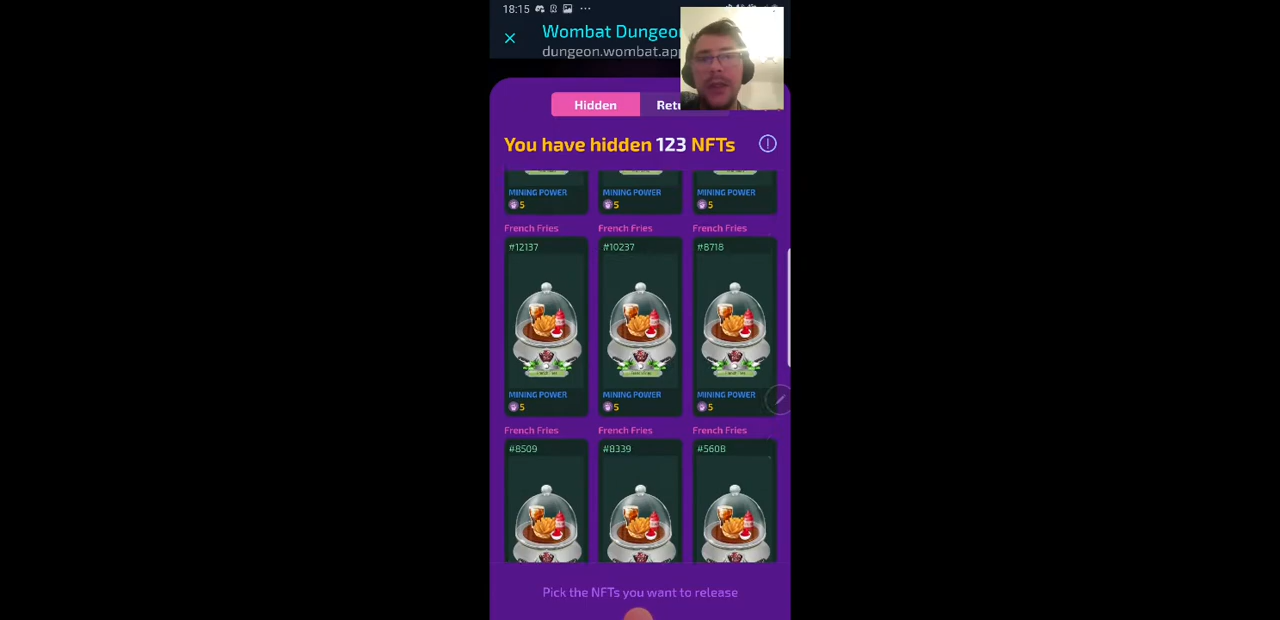 18:15
Wombat Dungeo
dungeon.wombat.app
Hidden Retu
You have hidden 123 NFTs
MINING POWER MINING POWER MINING POWER
5 5 5
French Fries French Fries French Fries
#12137 #10237 #8718
MINING POWER MINING POWER MINING POWER
5 5 5
French Fries French Fries French Fries
#8509 #8339 #5608
Pick the NFTs you want to release